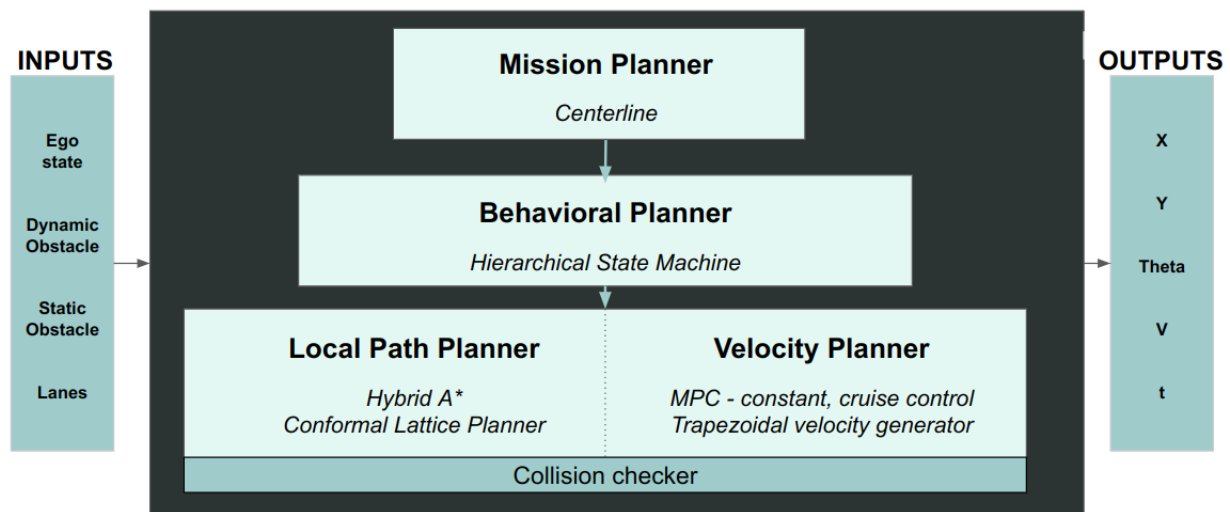 INPUTS
Ego
state
Dynamic
Obstacle
Static
Obstacle
Lanes
Mission Planner
Centerline
Behavioral Planner
Hierarchical State Machine
Local Path Planner
Hybrid A*
Conformal Lattice Planner
Velocity Planner
MPC - constant, cruise control
Trapezoidal velocity generator
Collision checker
OUTPUTS
X
Y
Theta
V
t